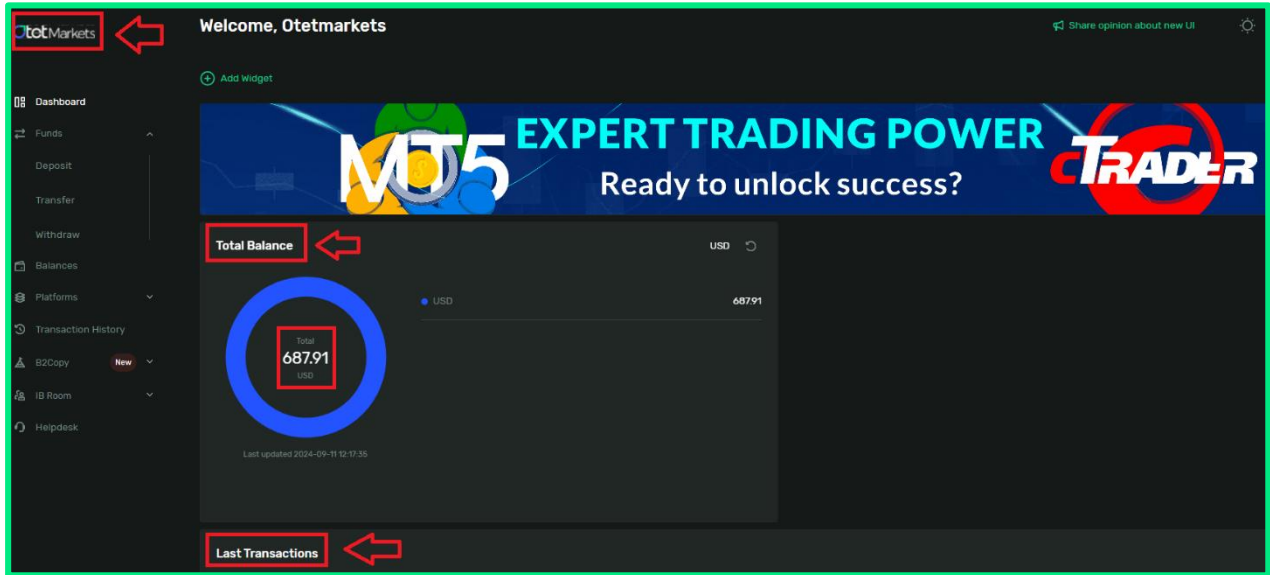 OtetMarkets
Welcome, Otetmarkets
Share opinion about new UI
Add Widget
Dashboard
Funds
Deposit
Transfer
Withdraw
Balances
Platforms
Transaction History
B2Copy New
IB Room
Helpdesk
MT5
EXPERT TRADING POWER
Ready to unlock success?
cTRADER
Total Balance
USD
Total
687.91
USD
USD 687.91
Last updated 2024-09-11 12:17:35
Last Transactions